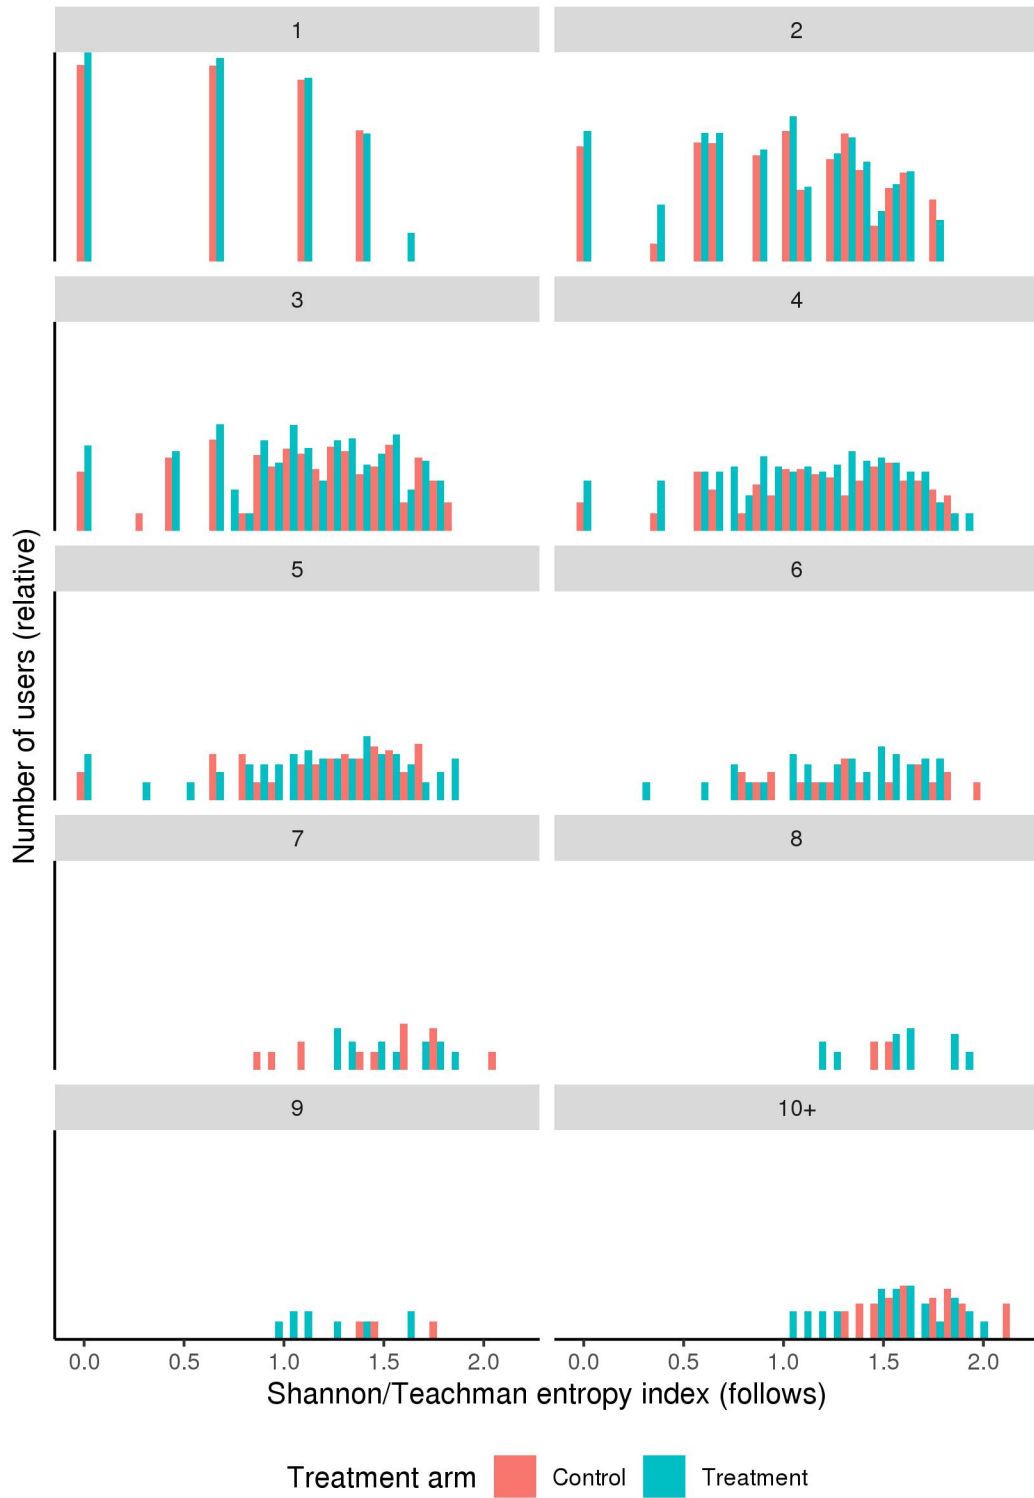 1
2
3
4
5
6
7
8
9
10+
Number of users (relative)
0.0 0.5 1.0 1.5 2.0
0.0 0.5 1.0 1.5 2.0
Shannon/Teachman entropy index (follows)
Treatment arm Control Treatment